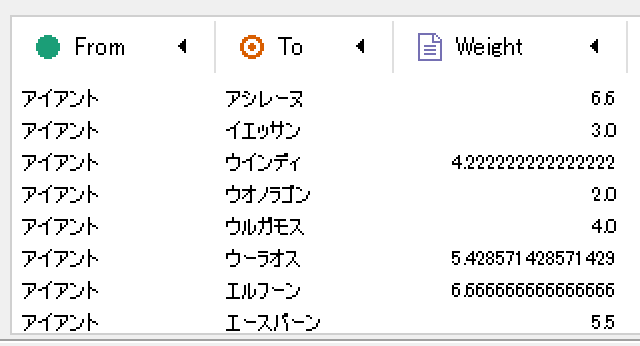 From To Weight
アイアント アシレーヌ 6.6
アイアント イエッサン 3.0
アイアント ウインディ 4.222222222222222
アイアント ウオノラゴン 2.0
アイアント ウルガモス 4.0
アイアント ウーラオス 5.428571428571429
アイアント エルフーン 6.666666666666666
アイアント エースバーン 5.5